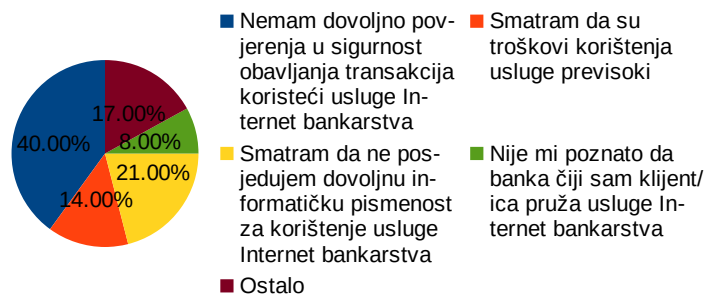 Nemam dovoljno pov-
jerenja u sigurnost
obavljanja transakcija
koristeći usluge In-
ternet bankarstva
Smatram da su
troškovi korištenja
usluge previsoki
Smatram da ne pos-
jedujem dovoljnu in-
formatičku pismenost
za korištenje usluge
Internet bankarstva
Nije mi poznato da
banka čiji sam klijent/
ica pruža usluge In-
ternet bankarstva
Ostalo
17.00%
40.00%
8.00%
21.00%
14.00%